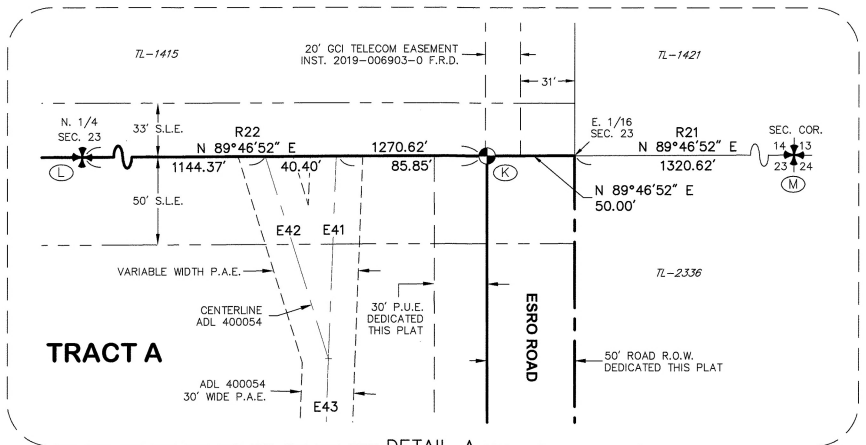 TL-1415
20' GCI TELECOM EASEMENT
INST. 2019-006903-0 F.R.D.
TL-1421
31'
N. 1/4
SEC. 23
33' S.L.E.
R22
N 89°46'52" E
1270.62'
E. 1/16
SEC. 23
R21
N 89°46'52" E
SEC. COR.
14 13
23 24
L
1144.37'
40.40'
85.85'
K
1320.62'
M
N 89°46'52" E
50.00'
50' S.L.E.
E42
E41
VARIABLE WIDTH P.A.E.
TL-2336
CENTERLINE
ADL 400054
30' P.U.E.
DEDICATED
THIS PLAT
ESRO ROAD
TRACT A
50' ROAD R.O.W.
DEDICATED THIS PLAT
ADL 400054
30' WIDE P.A.E.
E43
DETAIL A